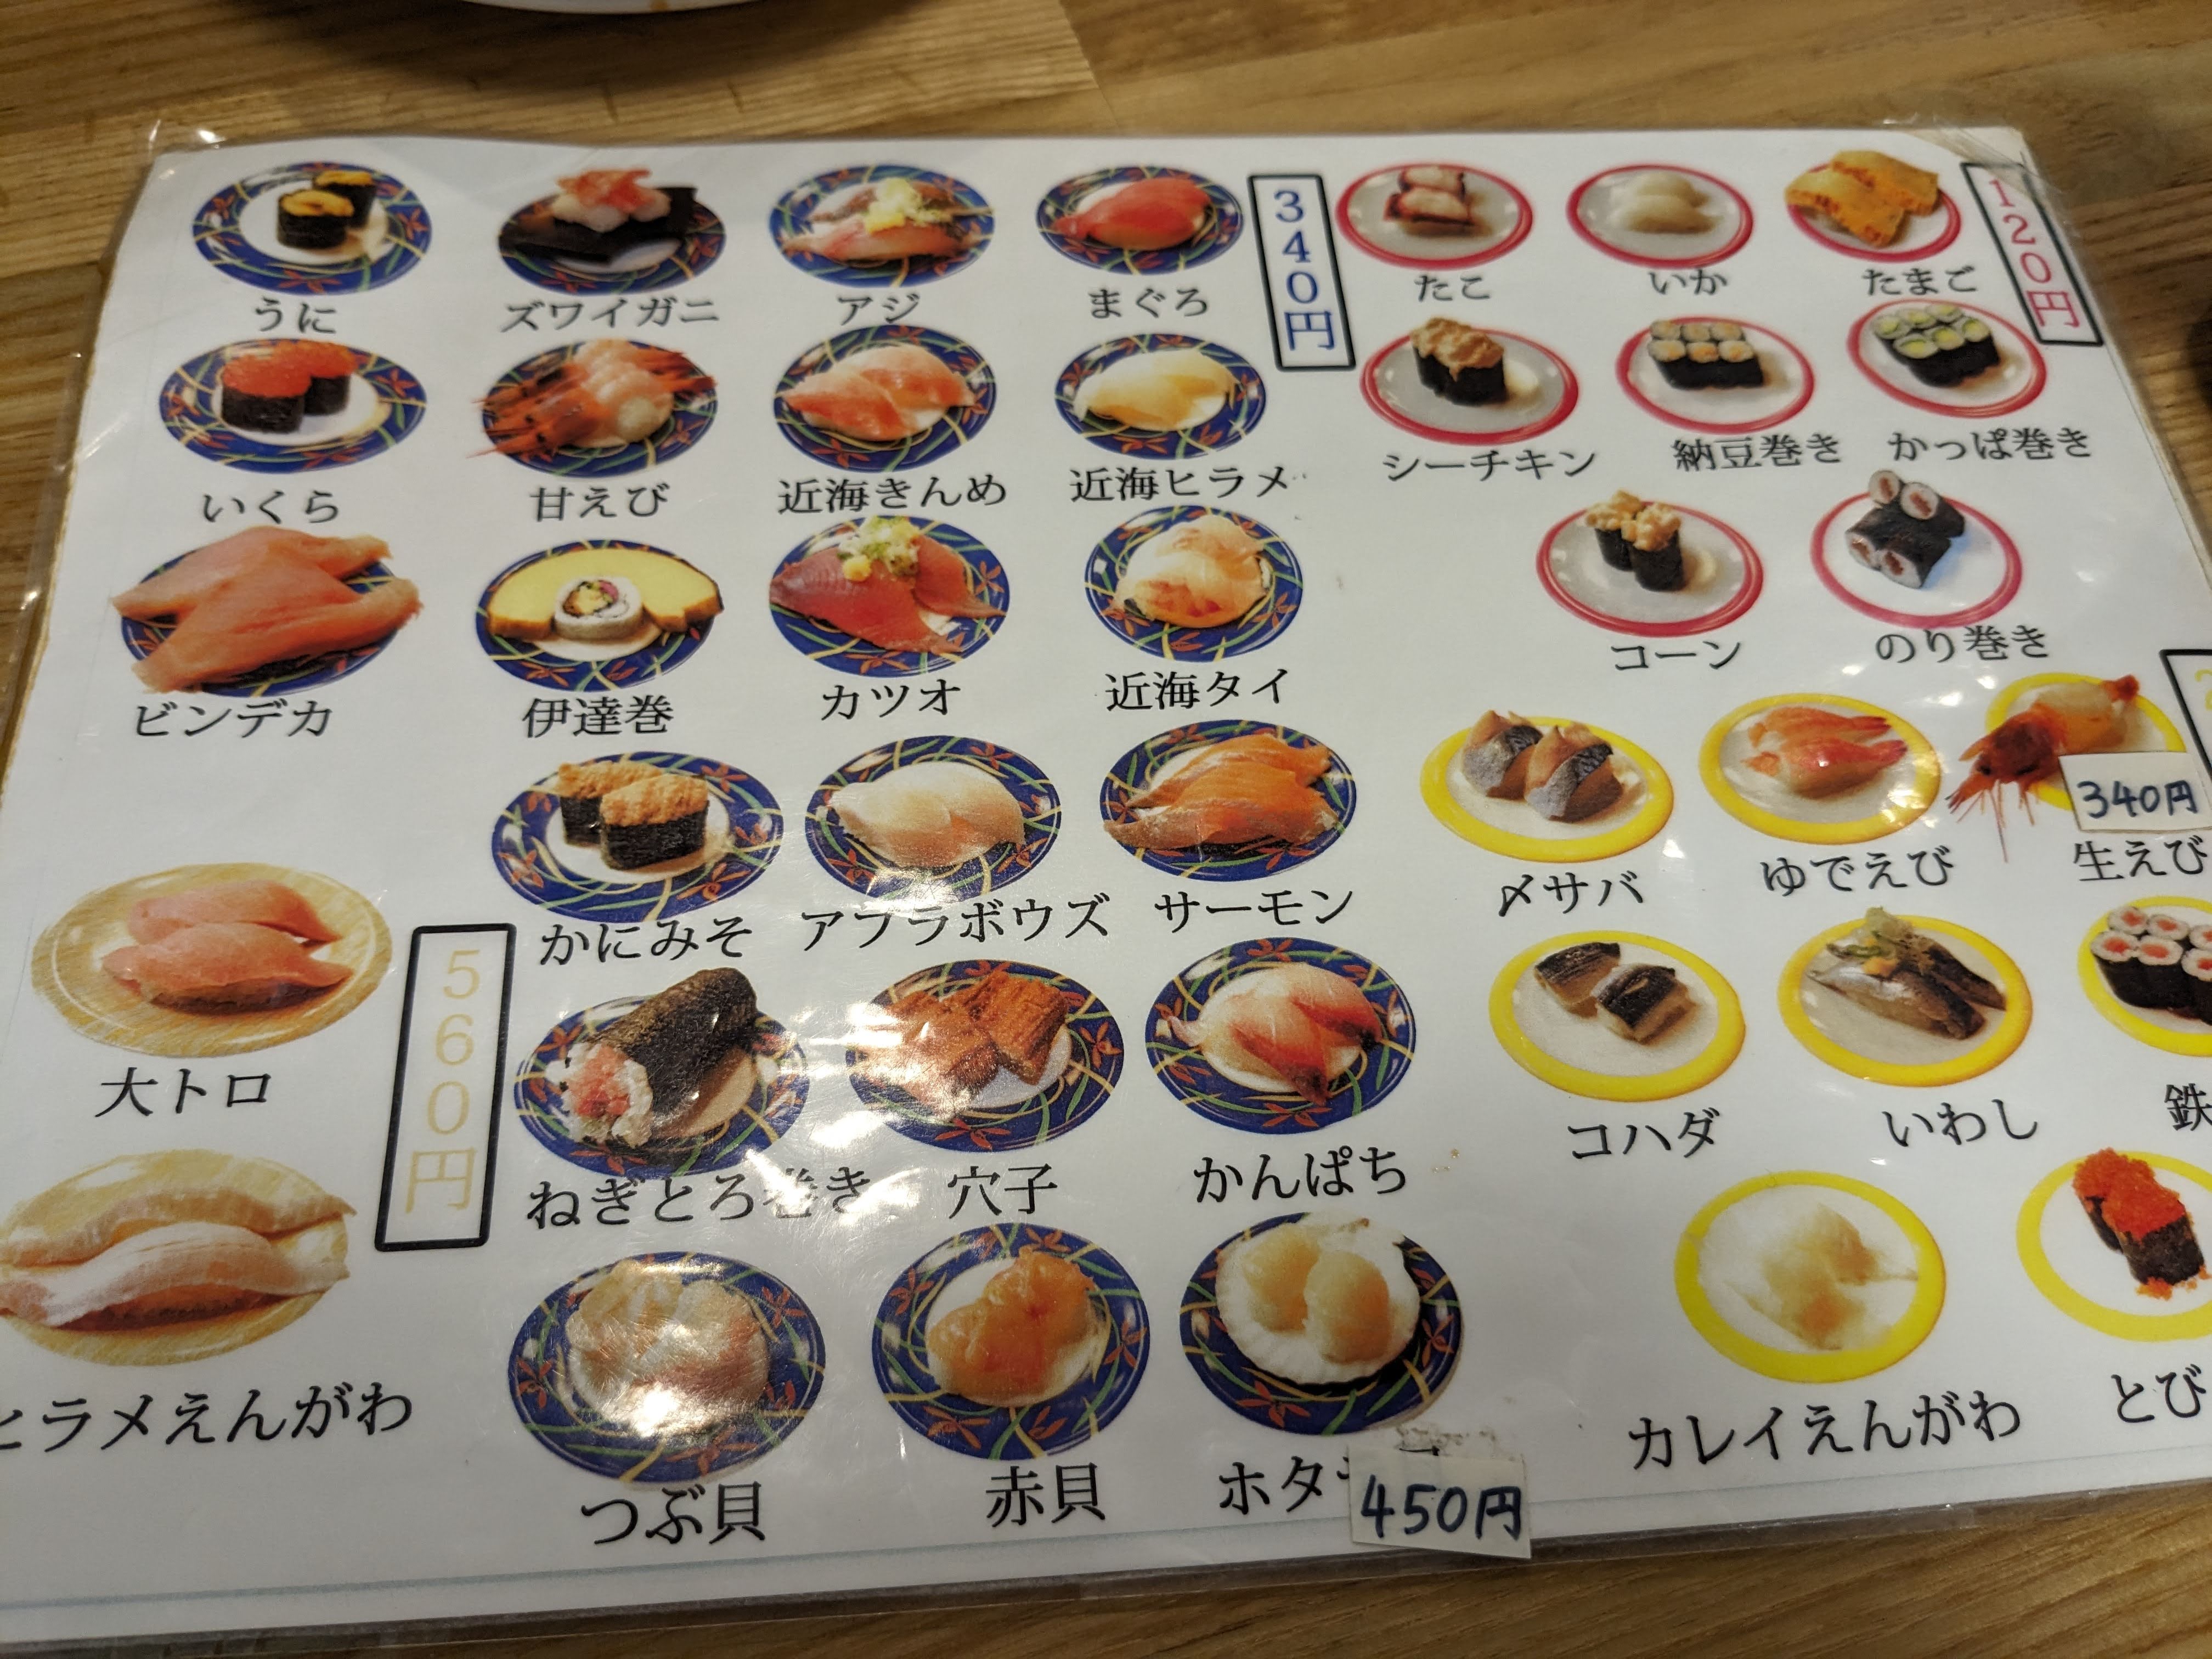 うに
ズワイガニ
アジ
まぐろ
340円
たこ
いか
たまご
120円
いくら
甘えび
近海きんめ
近海ヒラメ
シーチキン
納豆巻き
かっぱ巻き
ビンデカ
伊達巻
カツオ
近海タイ
コーン
のり巻き
かにみそ
アブラボウズ
サーモン
〆サバ
ゆでえび
340円
生えび
大トロ
560円
ねぎとろ巻き
穴子
かんぱち
コハダ
いわし
鉄
ヒラメえんがわ
つぶ貝
赤貝
ホタ
450円
カレイえんがわ
とび